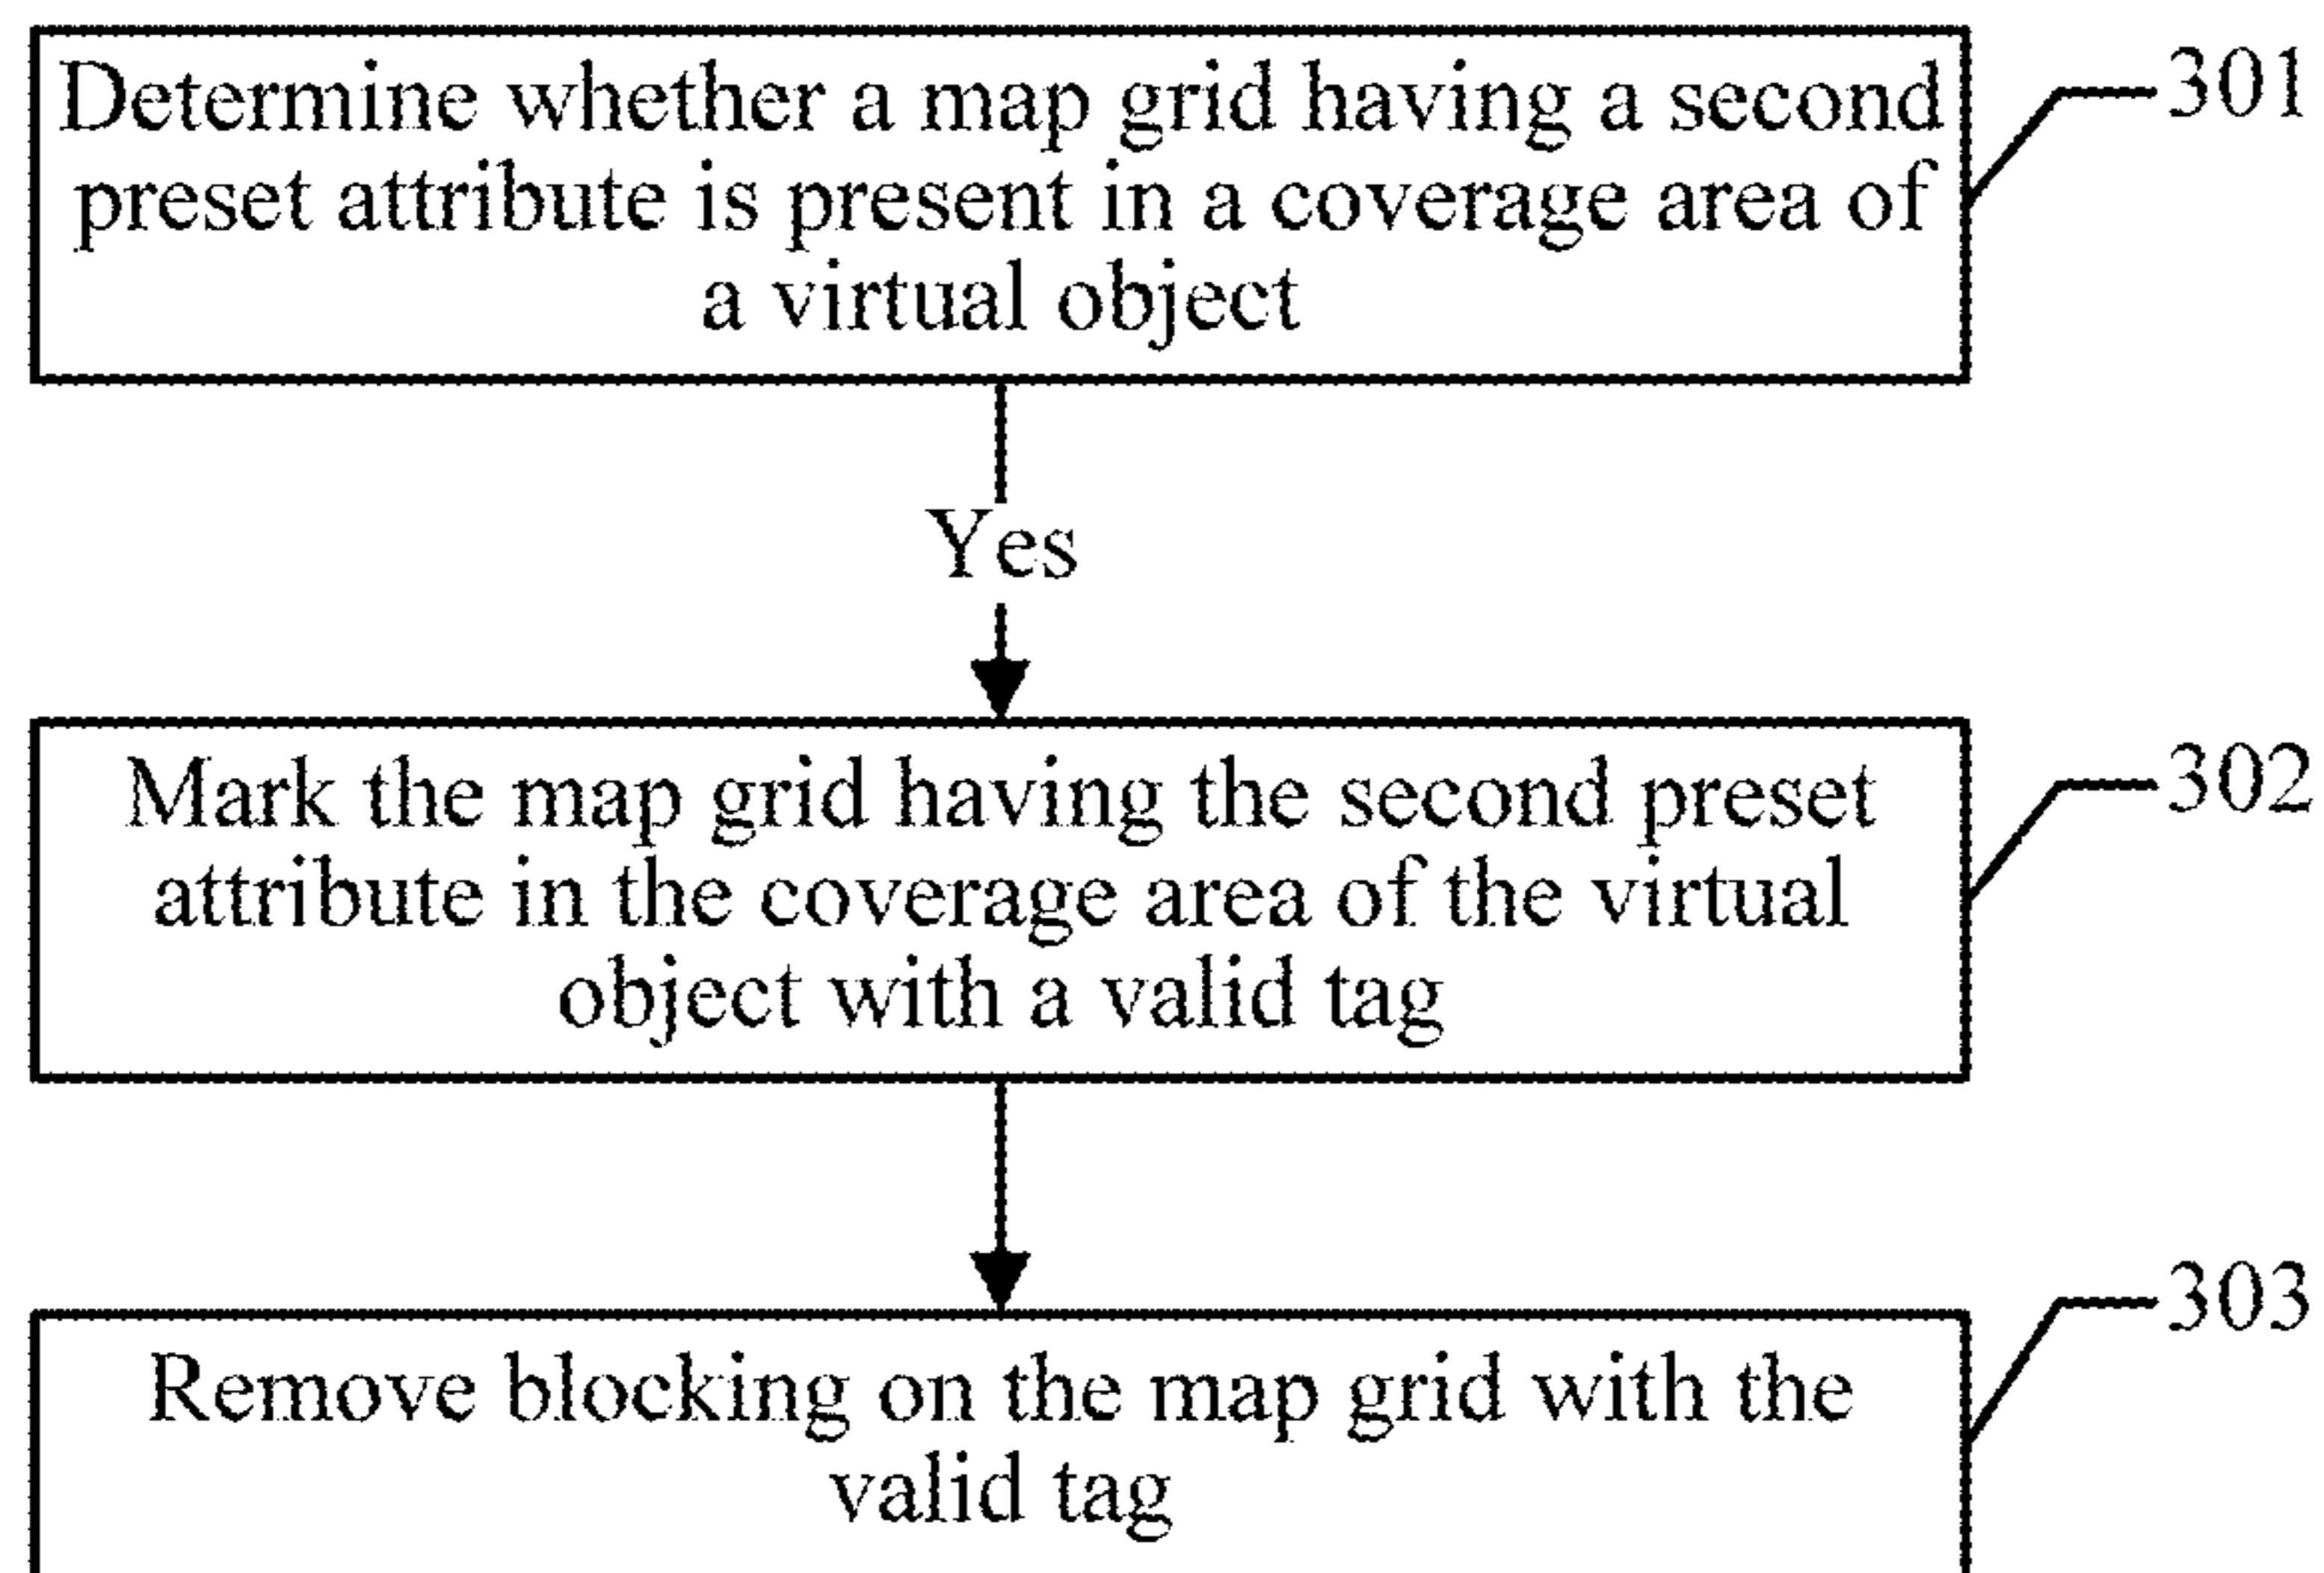 Determine whether a map grid having a second
301
preset attribute is present in a coverage area of
a virtual object
Yes
Mark the map grid having the second preset
302
attribute in the coverage area of the virtual
object with a valid tag
303
Remove blocking on the map grid with the
valid tag